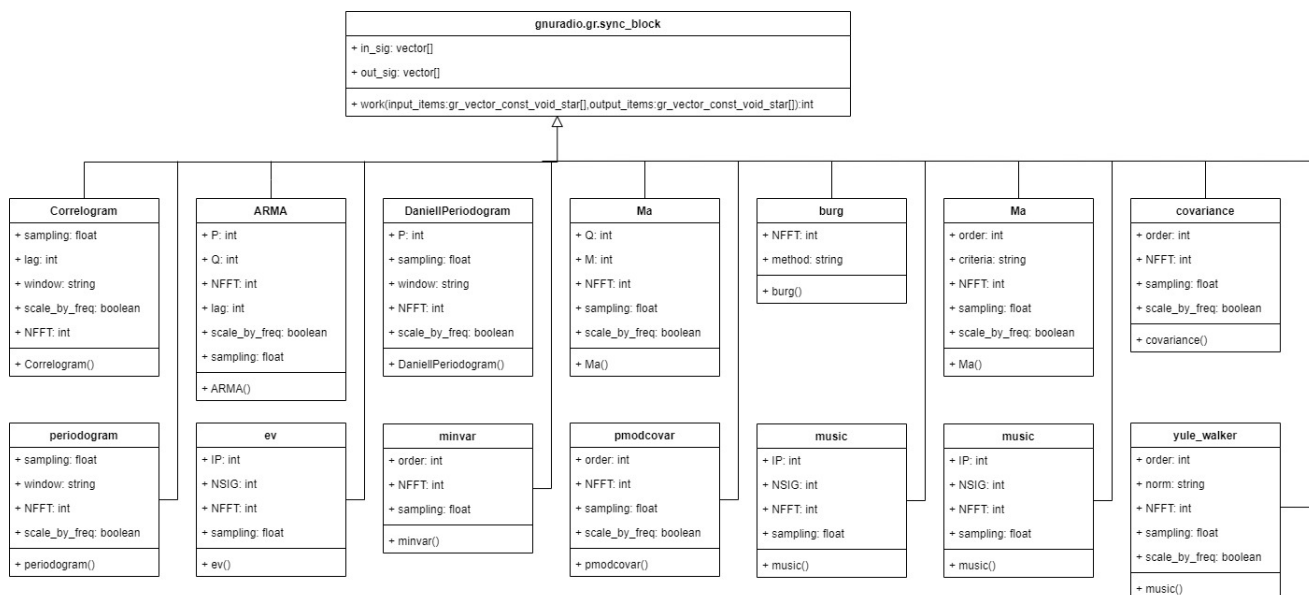 gnuradio.gr.sync_block
+ in_sig: vector[]
+ out_sig: vector[]
+ work(input_items:gr_vector_const_void_star[],output_items:gr_vector_const_void_star[]):int
Correlogram
+ sampling: float
+ lag: int
+ window: string
+ scale_by_freq: boolean
+ NFFT: int
+ Correlogram()
ARMA
+ P: int
+ Q: int
+ NFFT: int
+ lag: int
+ scale_by_freq: boolean
+ sampling: float
+ ARMA()
DaniellPeriodogram
+ P: int
+ sampling: float
+ window: string
+ NFFT: int
+ scale_by_freq: boolean
+ DaniellPeriodogram()
Ma
+ Q: int
+ M: int
+ NFFT: int
+ sampling: float
+ scale_by_freq: boolean
+ Ma()
burg
+ NFFT: int
+ method: string
+ burg()
Ma
+ order: int
+ criteria: string
+ NFFT: int
+ sampling: float
+ scale_by_freq: boolean
+ Ma()
covariance
+ order: int
+ NFFT: int
+ sampling: float
+ scale_by_freq: boolean
+ covariance()
periodogram
+ sampling: float
+ window: string
+ NFFT: int
+ scale_by_freq: boolean
+ periodogram()
ev
+ IP: int
+ NSIG: int
+ NFFT: int
+ sampling: float
+ ev()
minvar
+ order: int
+ NFFT: int
+ sampling: float
+ minvar()
pmodcovar
+ order: int
+ NFFT: int
+ sampling: float
+ scale_by_freq: boolean
+ pmodcovar()
music
+ IP: int
+ NSIG: int
+ NFFT: int
+ sampling: float
+ music()
music
+ IP: int
+ NSIG: int
+ NFFT: int
+ sampling: float
+ music()
yule_walker
+ order: int
+ norm: string
+ NFFT: int
+ sampling: float
+ scale_by_freq: boolean
+ music()